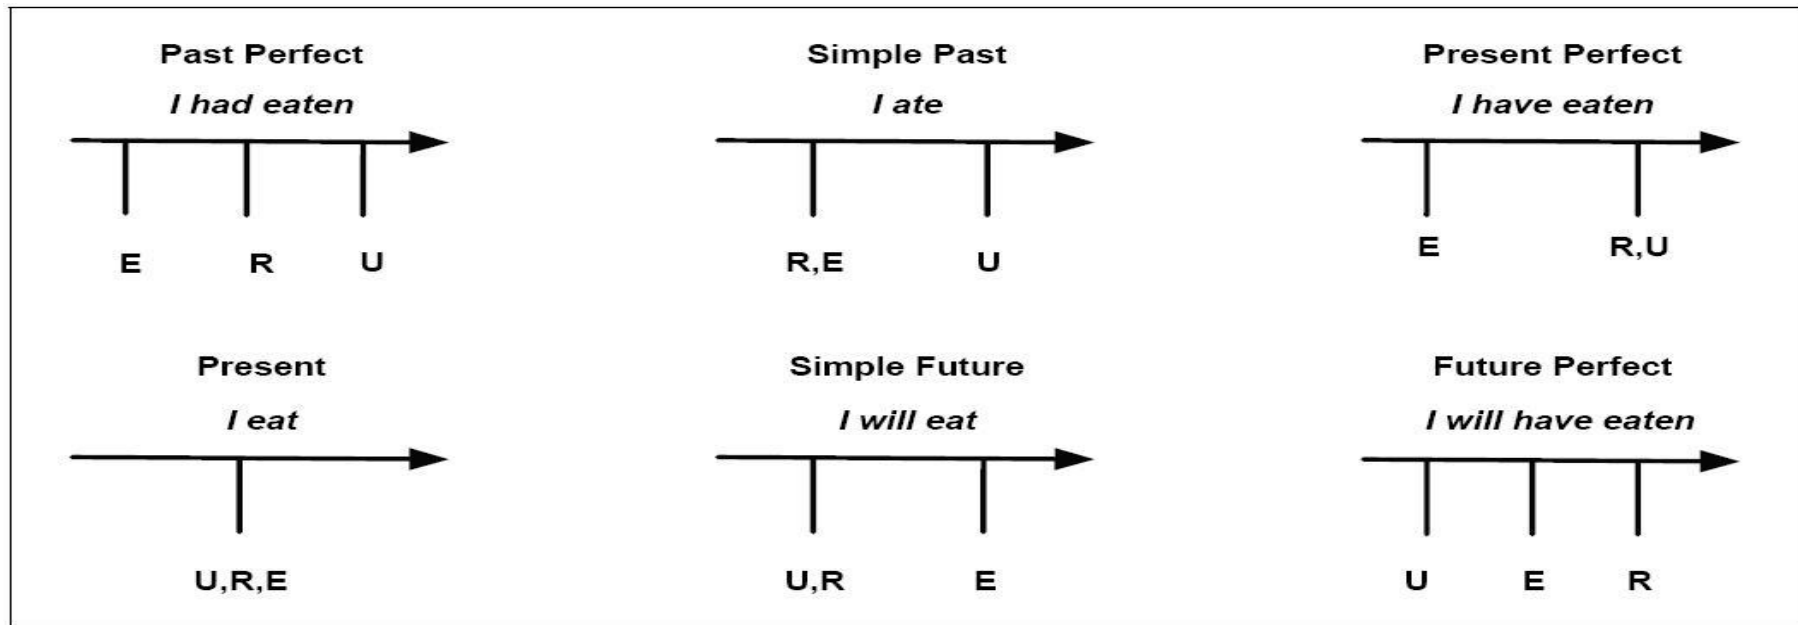 Past Perfect
I had eaten
E R U
Simple Past
I ate
R,E U
Present Perfect
I have eaten
E R,U
Present
I eat
U,R,E
Simple Future
I will eat
U,R E
Future Perfect
I will have eaten
U E R